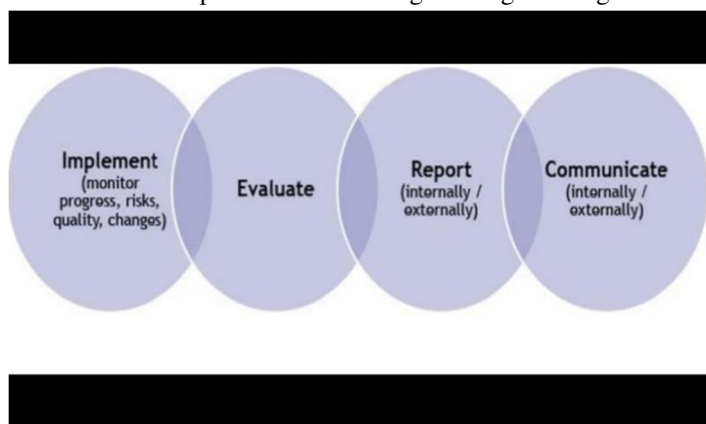 Implement
(monitor
progress, risks,
quality, changes)
Evaluate
Report
(internally /
externally)
Communicate
(internally /
externally)